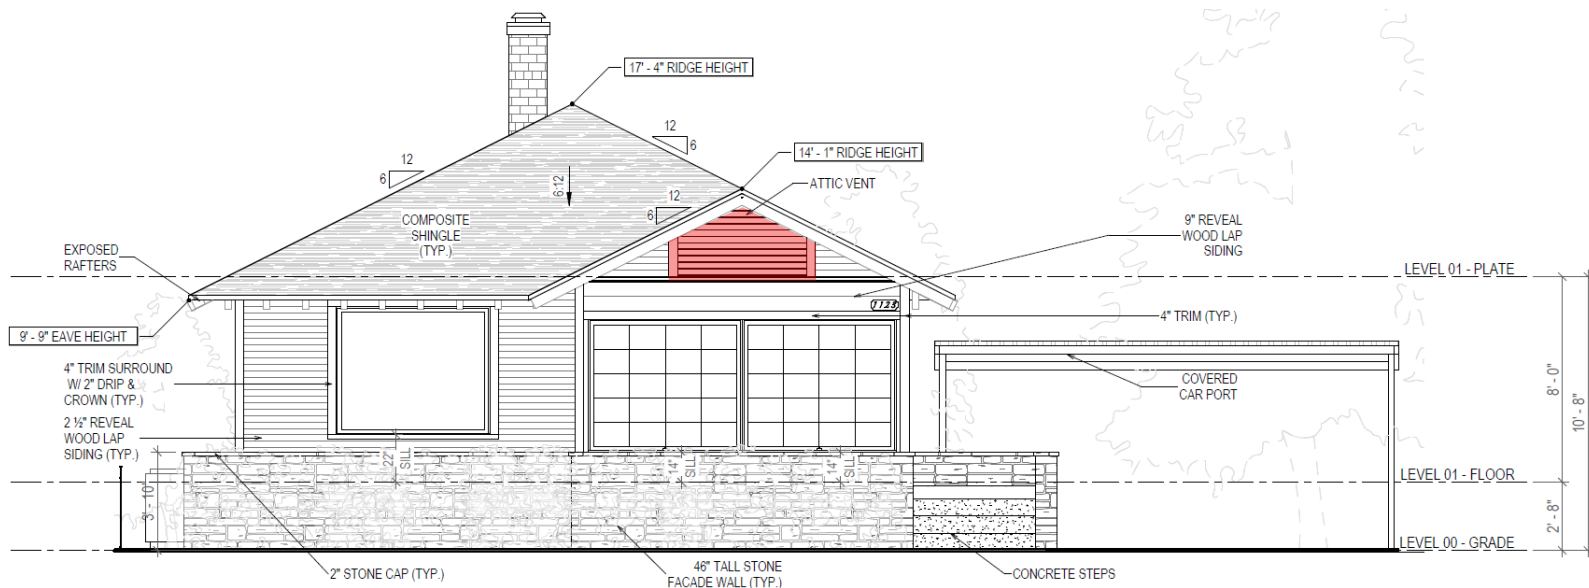 17' - 4" RIDGE HEIGHT
12
6
14' - 1" RIDGE HEIGHT
12
6
ATTIC VENT
6:12
12
6
COMPOSITE
SHINGLE
(TYP.)
9" REVEAL
WOOD LAP
SIDING
EXPOSED
RAFTERS
LEVEL 01 - PLATE
1123
4" TRIM (TYP.)
9' - 9" EAVE HEIGHT
4" TRIM SURROUND
W/ 2" DRIP &
CROWN (TYP.)
COVERED
CAR PORT
8' - 0"
10' - 8"
2 ½" REVEAL
WOOD LAP
SIDING (TYP.)
22"
SILL
14"
SILL
14"
SILL
LEVEL 01 - FLOOR
3' - 10"
2' - 8"
LEVEL 00 - GRADE
2" STONE CAP (TYP.)
46" TALL STONE
FACADE WALL (TYP.)
CONCRETE STEPS